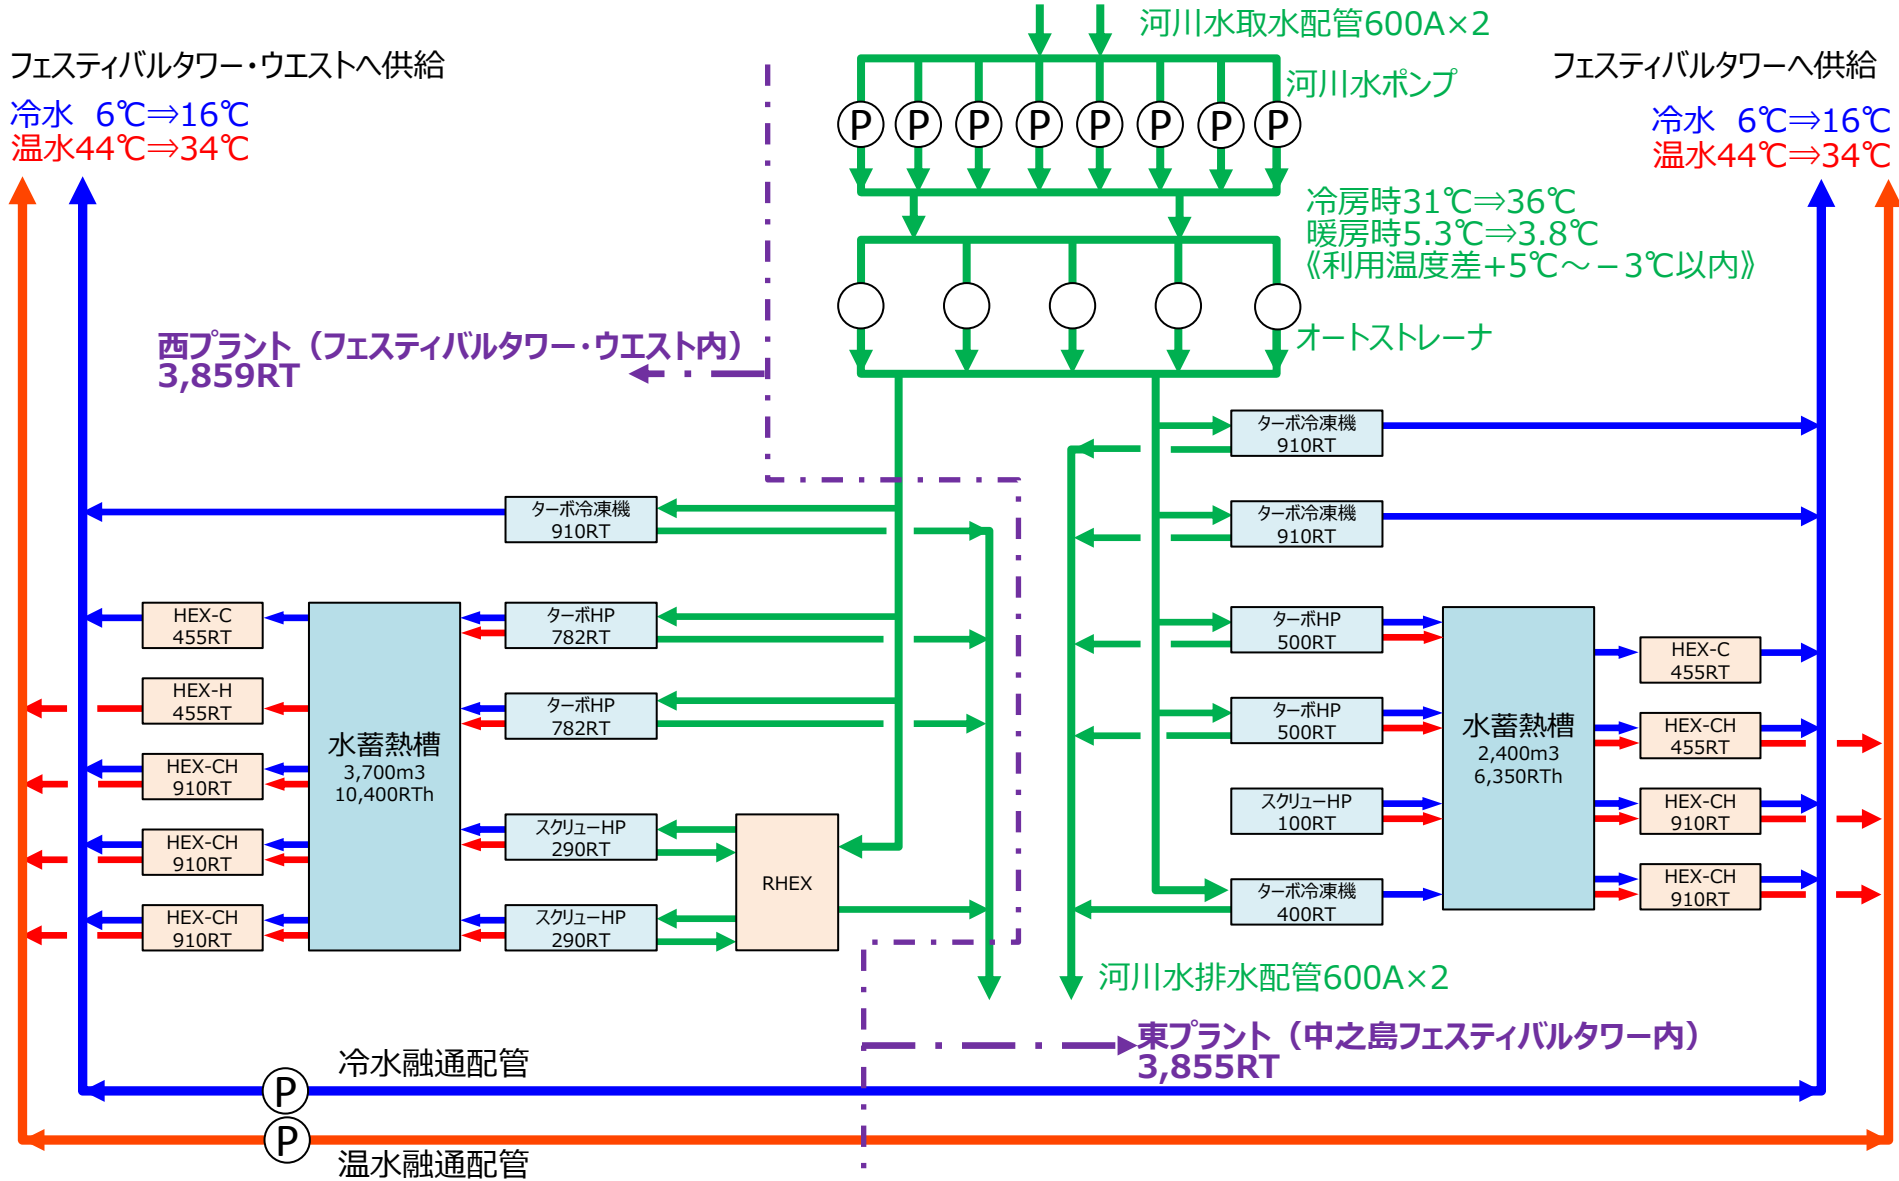 河川水取水配管600A×2
フェスティバルタワー・ウエストへ供給
冷水 6℃⇒16℃
温水44℃⇒34℃
河川水ポンプ
P
P
P
P
P
P
P
P
フェスティバルタワーへ供給
冷水 6℃⇒16℃
温水44℃⇒34℃
冷房時31℃⇒36℃
暖房時5.3℃⇒3.8℃
《利用温度差+5℃～－3℃以内》
オートストレーナ
西プラント（フェスティバルタワー・ウエスト内）
3,859RT
ターボ冷凍機
910RT
ターボHP
782RT
ターボHP
782RT
スクリューHP
290RT
スクリューHP
290RT
RHEX
水蓄熱槽
3,700m3
10,400RTh
HEX-C
455RT
HEX-H
455RT
HEX-CH
910RT
HEX-CH
910RT
HEX-CH
910RT
ターボ冷凍機
910RT
ターボ冷凍機
910RT
ターボHP
500RT
ターボHP
500RT
スクリューHP
100RT
ターボ冷凍機
400RT
水蓄熱槽
2,400m3
6,350RTh
HEX-C
455RT
HEX-CH
455RT
HEX-CH
910RT
HEX-CH
910RT
河川水排水配管600A×2
東プラント（中之島フェスティバルタワー内）
3,855RT
冷水融通配管
P
P
温水融通配管